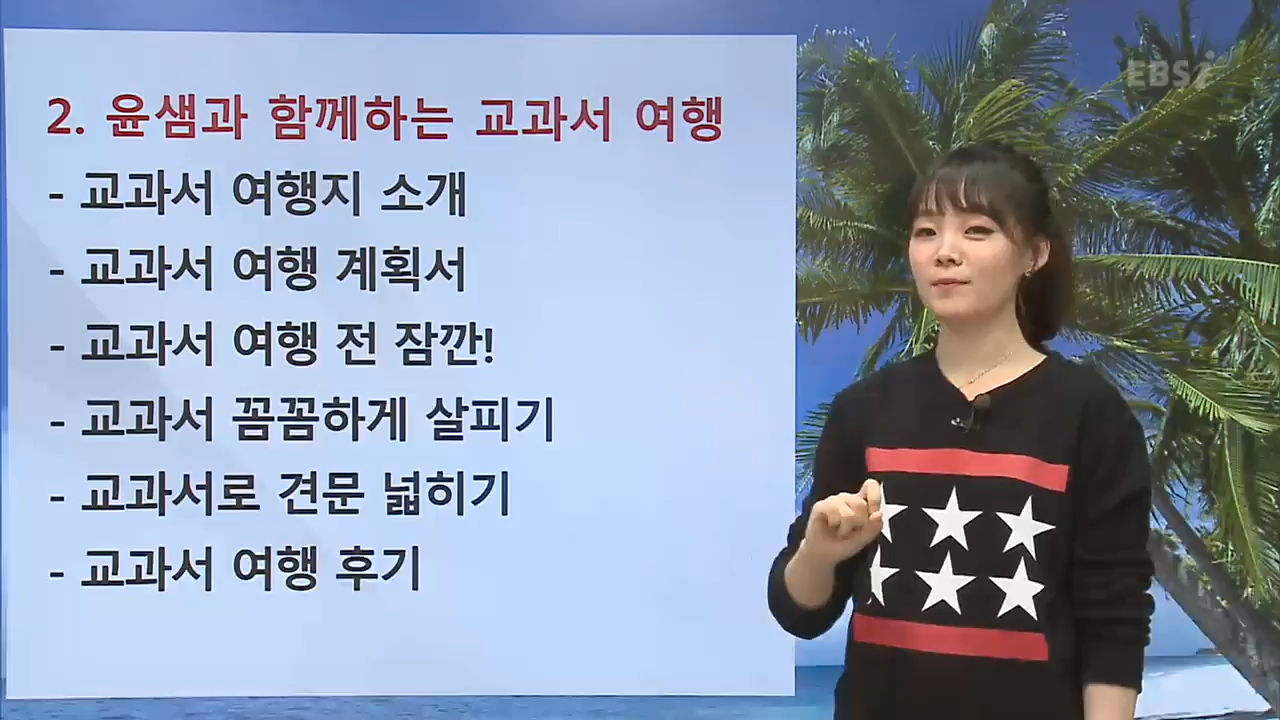 EBSi
2. 윤샘과 함께하는 교과서 여행
- 교과서 여행지 소개
- 교과서 여행 계획서
- 교과서 여행 전 잠깐!
- 교과서 꼼꼼하게 살피기
- 교과서로 견문 넓히기
- 교과서 여행 후기